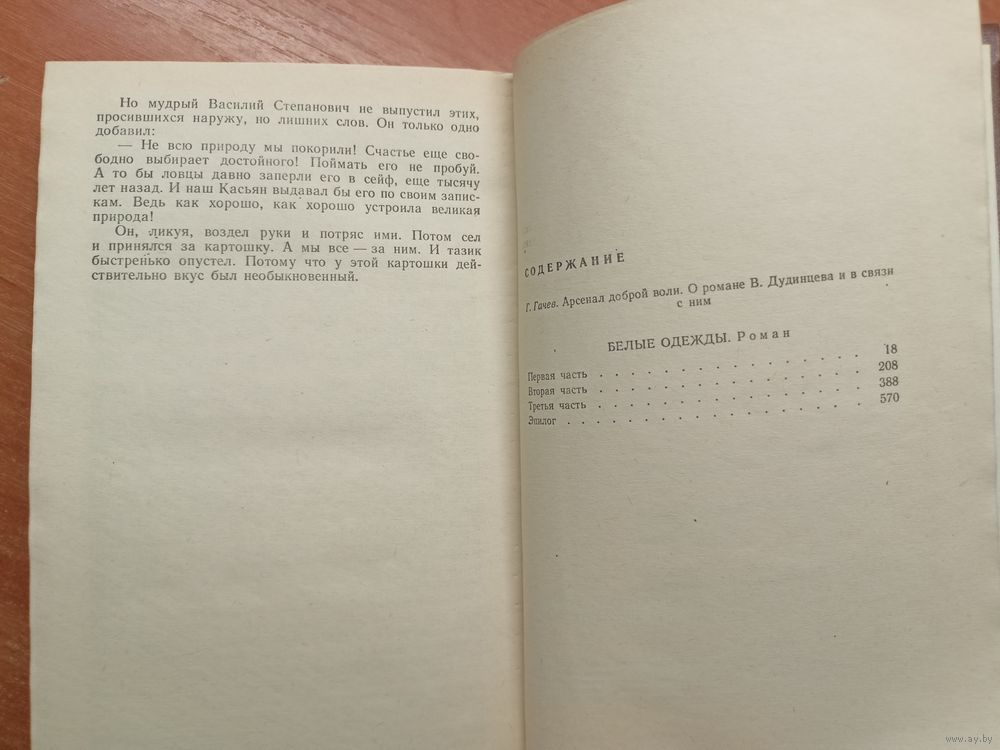 Но мудрый Василий Степанович не выпустил этих,
просившихся наружу, но лишних слов. Он только одно
добавил:
— Не всю природу мы покорили! Счастье еще сво-
бодно выбирает достойного! Поймать его не пробуй.
А то бы ловцы давно заперли его в сейф, еще тысячу
лет назад. И наш Касьян выдавал бы его по своим запис-
кам. Ведь как хорошо, как хорошо устроила великая
природа!
Он, ликуя, воздел руки и потряс ими. Потом сел
и принялся за картошку. А мы все — за ним. И тазик
быстренько опустел. Потому что у этой картошки дей-
ствительно вкус был необыкновенный.
СОДЕРЖАНИЕ
Г. Гачев. Арсенал доброй воли. О романе В. Дудинцева и в связи
с ним
БЕЛЫЕ ОДЕЖДЫ. Роман
Первая часть . . . . . . . . . . . . . . 18
Вторая часть . . . . . . . . . . . . . . 208
Третья часть . . . . . . . . . . . . . . 388
Эпилог . . . . . . . . . . . . . . . 570
www.ay.by